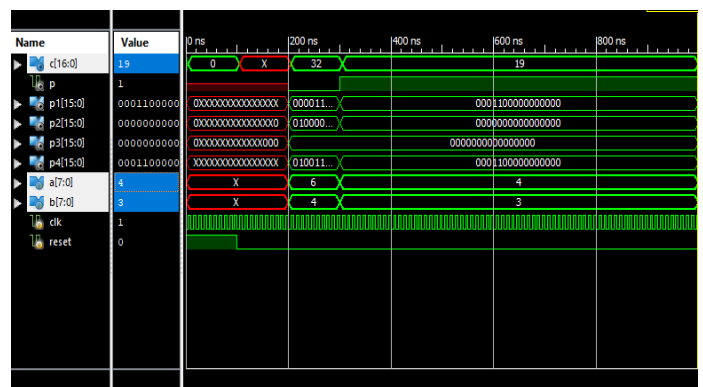 Name Value 0 ns 200 ns 400 ns 600 ns 800 ns
c[16:0] 19 0 X 32 19
p 1
p1[15:0] 0001100000 0XXXXXXXXXXXXXXX 000011... 0001100000000000
p2[15:0] 0000000000 0XXXXXXXXXXXXXX0 010000... 0000000000000000
p3[15:0] 0000000000 0XXXXXXXXXXXX000 0000000000000000
p4[15:0] 0001100000 XXXXXXXXXXXXXXXX 010011... 0001100000000000
a[7:0] 4 X 6 4
b[7:0] 3 X 4 3
clk 1
reset 0